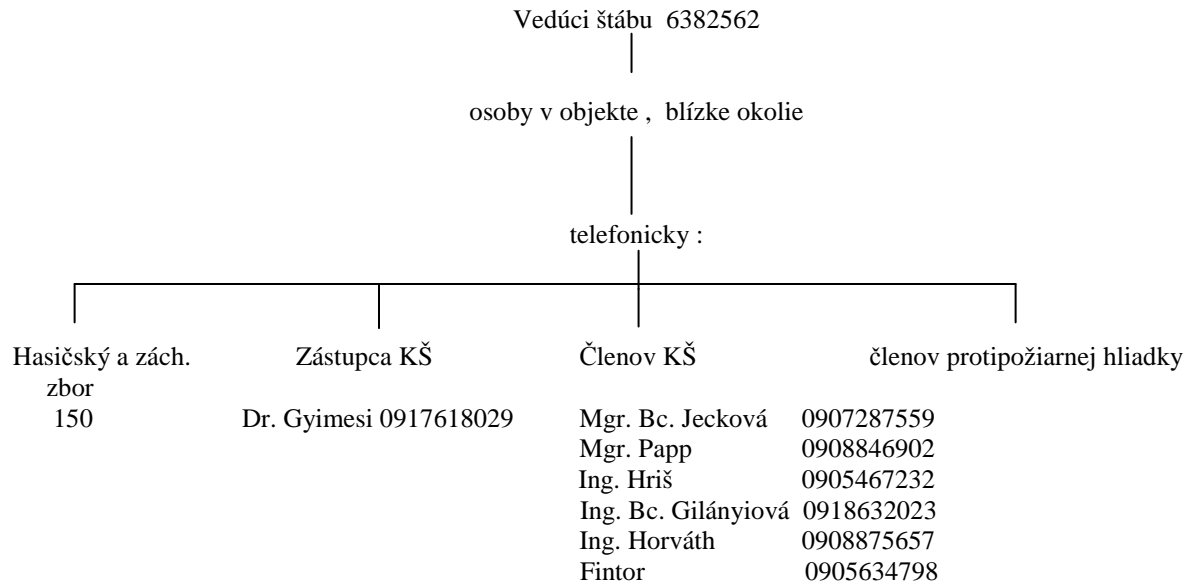 Vedúci štábu 6382562
osoby v objekte , blízke okolie
telefonicky :
Hasičský a zách. zbor
150
Zástupca KŠ
Dr. Gyimesi 0917618029
Členov KŠ
Mgr. Bc. Jecková 0907287559
Mgr. Papp 0908846902
Ing. Hriš 0905467232
Ing. Bc. Gilányiová 0918632023
Ing. Horváth 0908875657
Fintor 0905634798
členov protipožiarnej hliadky